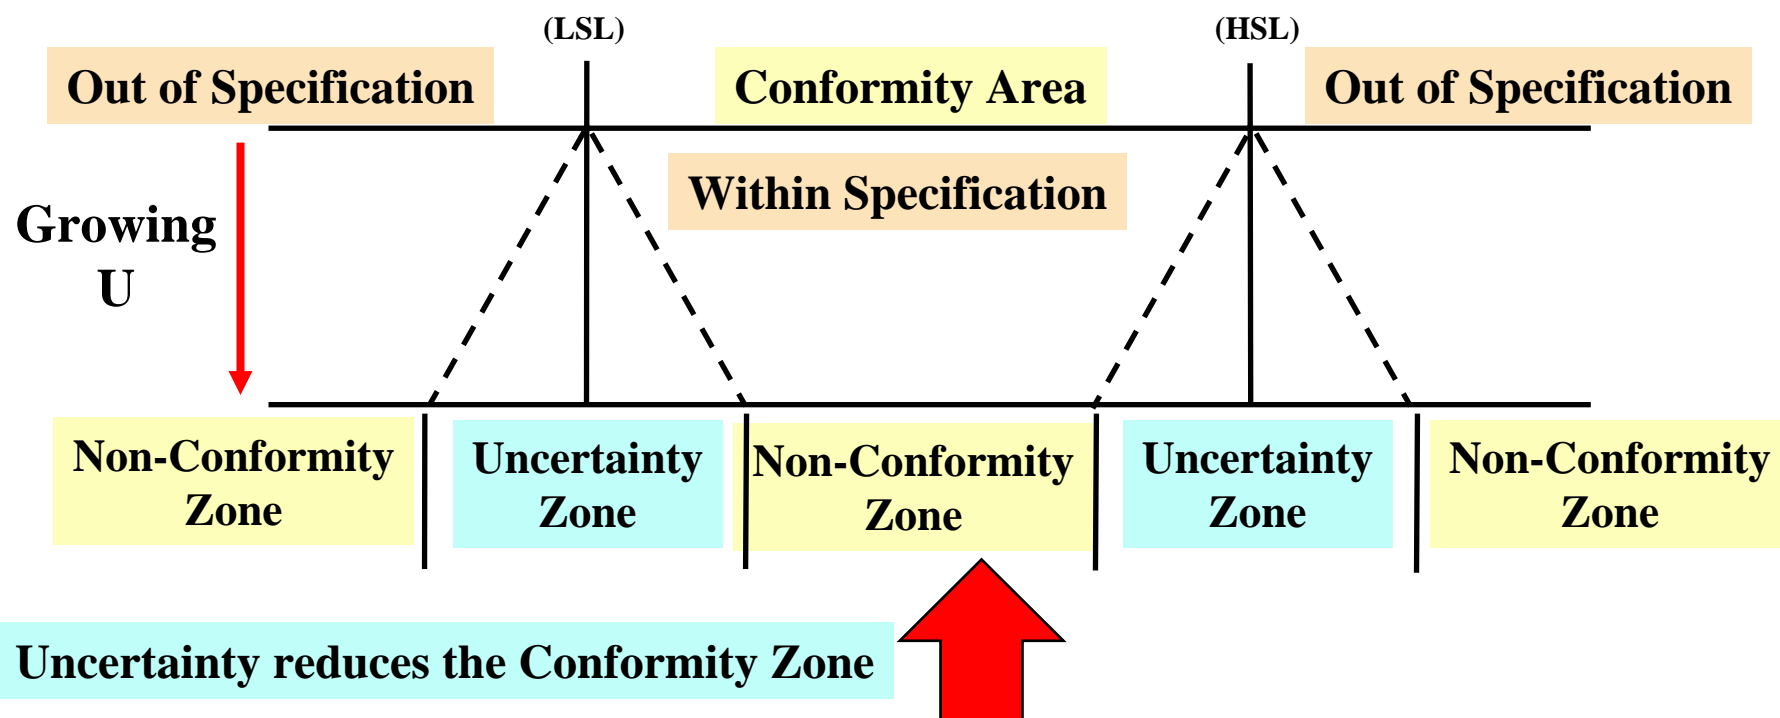 (LSL)
(HSL)
Out of Specification
Conformity Area
Out of Specification
Within Specification
Growing
U
Non-Conformity
Zone
Uncertainty
Zone
Non-Conformity
Zone
Uncertainty
Zone
Non-Conformity
Zone
Uncertainty reduces the Conformity Zone